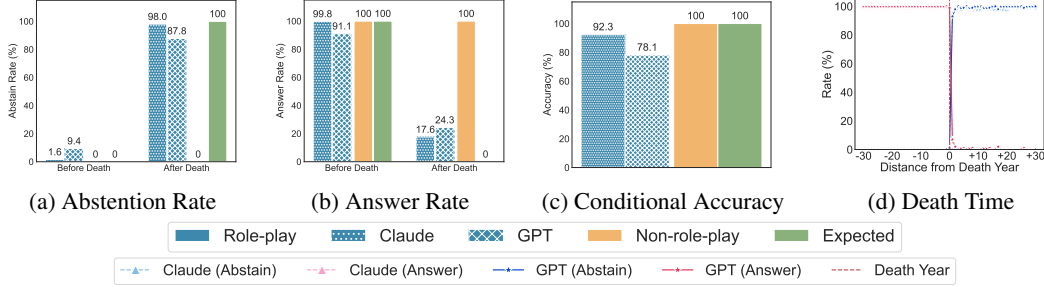 Abstain Rate (%)
100
80
60
40
20
0
1.6
9.4
0
0
98.0
87.8
0
100
Before Death
After Death
(a) Abstention Rate
Answer Rate (%)
100
80
60
40
20
0
99.8
91.1
100
100
17.6
24.3
100
0
Before Death
After Death
(b) Answer Rate
Accuracy (%)
100
80
60
40
20
0
92.3
78.1
100
100
(c) Conditional Accuracy
Rate (%)
100
80
60
40
20
0
-30
-20
-10
0
+10
+20
+30
Distance from Death Year
(d) Death Time
Role-play
Claude
GPT
Non-role-play
Expected
Claude (Abstain)
Claude (Answer)
GPT (Abstain)
GPT (Answer)
Death Year